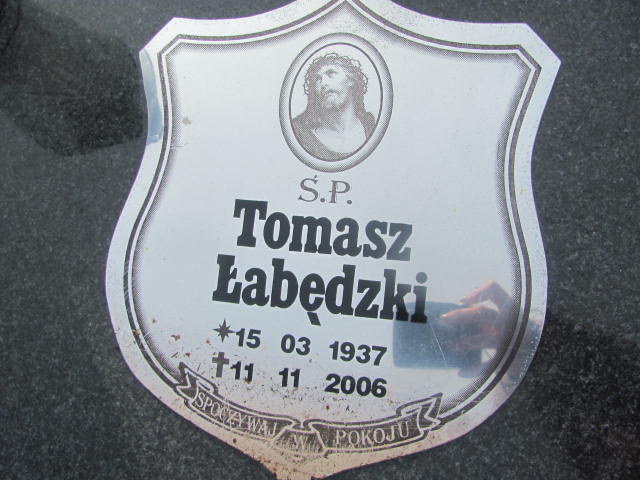 Ś.P.
Tomasz
Łabędzki
✴15 03 1937
✝11 11 2006
SPOCZYWAJ W POKOJU